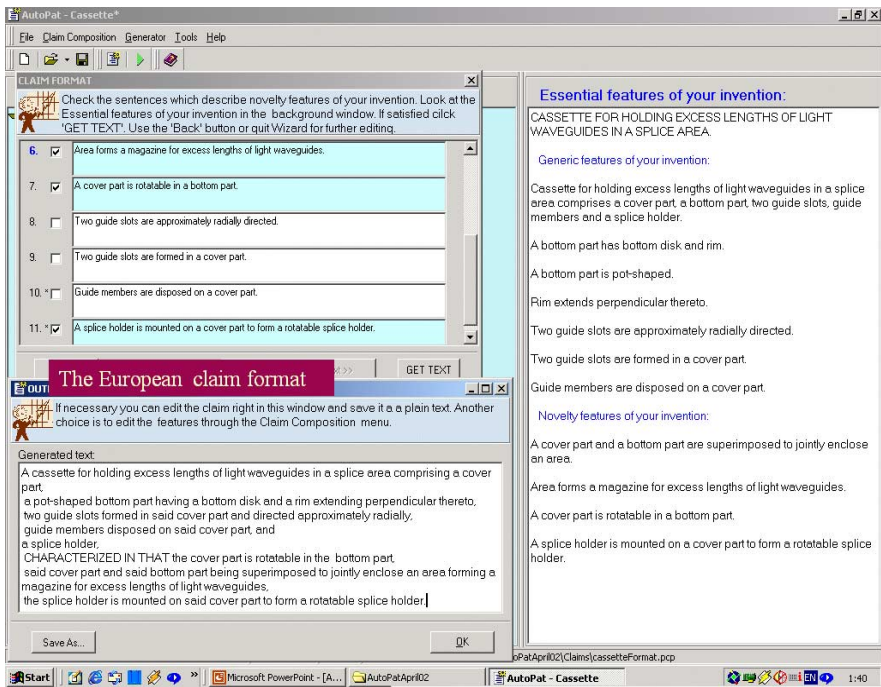 AutoPat - Cassette*
File Claim Composition Generator Tools Help
CLAIM FORMAT
Check the sentences which describe novelty features of your invention. Look at the
Essential features of your invention in the background window. If satisfied cilck
'GET TEXT'. Use the 'Back' button or quit Wizard for further editing.
6. Area forms a magazine for excess lengths of light waveguides.
7. A cover part is rotatable in a bottom part.
8. Two guide slots are approximately radially directed.
9. Two guide slots are formed in a cover part.
10. * Guide members are disposed on a cover part.
11. * A splice holder is mounted on a cover part to form a rotatable splice holder.
GET TEXT
The European claim format
If necessary you can edit the claim right in this window and save it a a plain text. Another
choice is to edit the features through the Claim Composition menu.
Generated text:
A cassette for holding excess lengths of light waveguides in a splice area comprising a cover
part,
a pot-shaped bottom part having a bottom disk and a rim extending perpendicular thereto,
two guide slots formed in said cover part and directed approximately radially,
guide members disposed on said cover part, and
a splice holder,
CHARACTERIZED IN THAT the cover part is rotatable in the bottom part,
said cover part and said bottom part being superimposed to jointly enclose an area forming a
magazine for excess lengths of light waveguides,
the splice holder is mounted on said cover part to form a rotatable splice holder.
Save As...
OK
Essential features of your invention:
CASSETTE FOR HOLDING EXCESS LENGTHS OF LIGHT
WAVEGUIDES IN A SPLICE AREA.
Generic features of your invention:
Cassette for holding excess lengths of light waveguides in a splice
area comprises a cover part, a bottom part, two guide slots, guide
members and a splice holder.
A bottom part has bottom disk and rim.
A bottom part is pot-shaped.
Rim extends perpendicular thereto.
Two guide slots are approximately radially directed.
Two guide slots are formed in a cover part.
Guide members are disposed on a cover part.
Novelty features of your invention:
A cover part and a bottom part are superimposed to jointly enclose
an area.
Area forms a magazine for excess lengths of light waveguides.
A cover part is rotatable in a bottom part.
A splice holder is mounted on a cover part to form a rotatable splice
holder.
oPatApril02\Claims\cassetteFormat.pcp
Start
Microsoft PowerPoint - [A...
AutoPatApril02
AutoPat - Cassette
EN
1:40